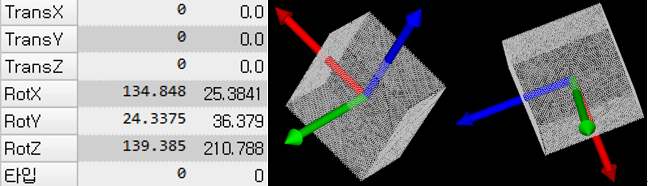 TransX 0 0.0
TransY 0 0.0
TransZ 0 0.0
RotX 134.848 25.3841
RotY 24.3375 36.379
RotZ 139.385 210.788
타입 0 0